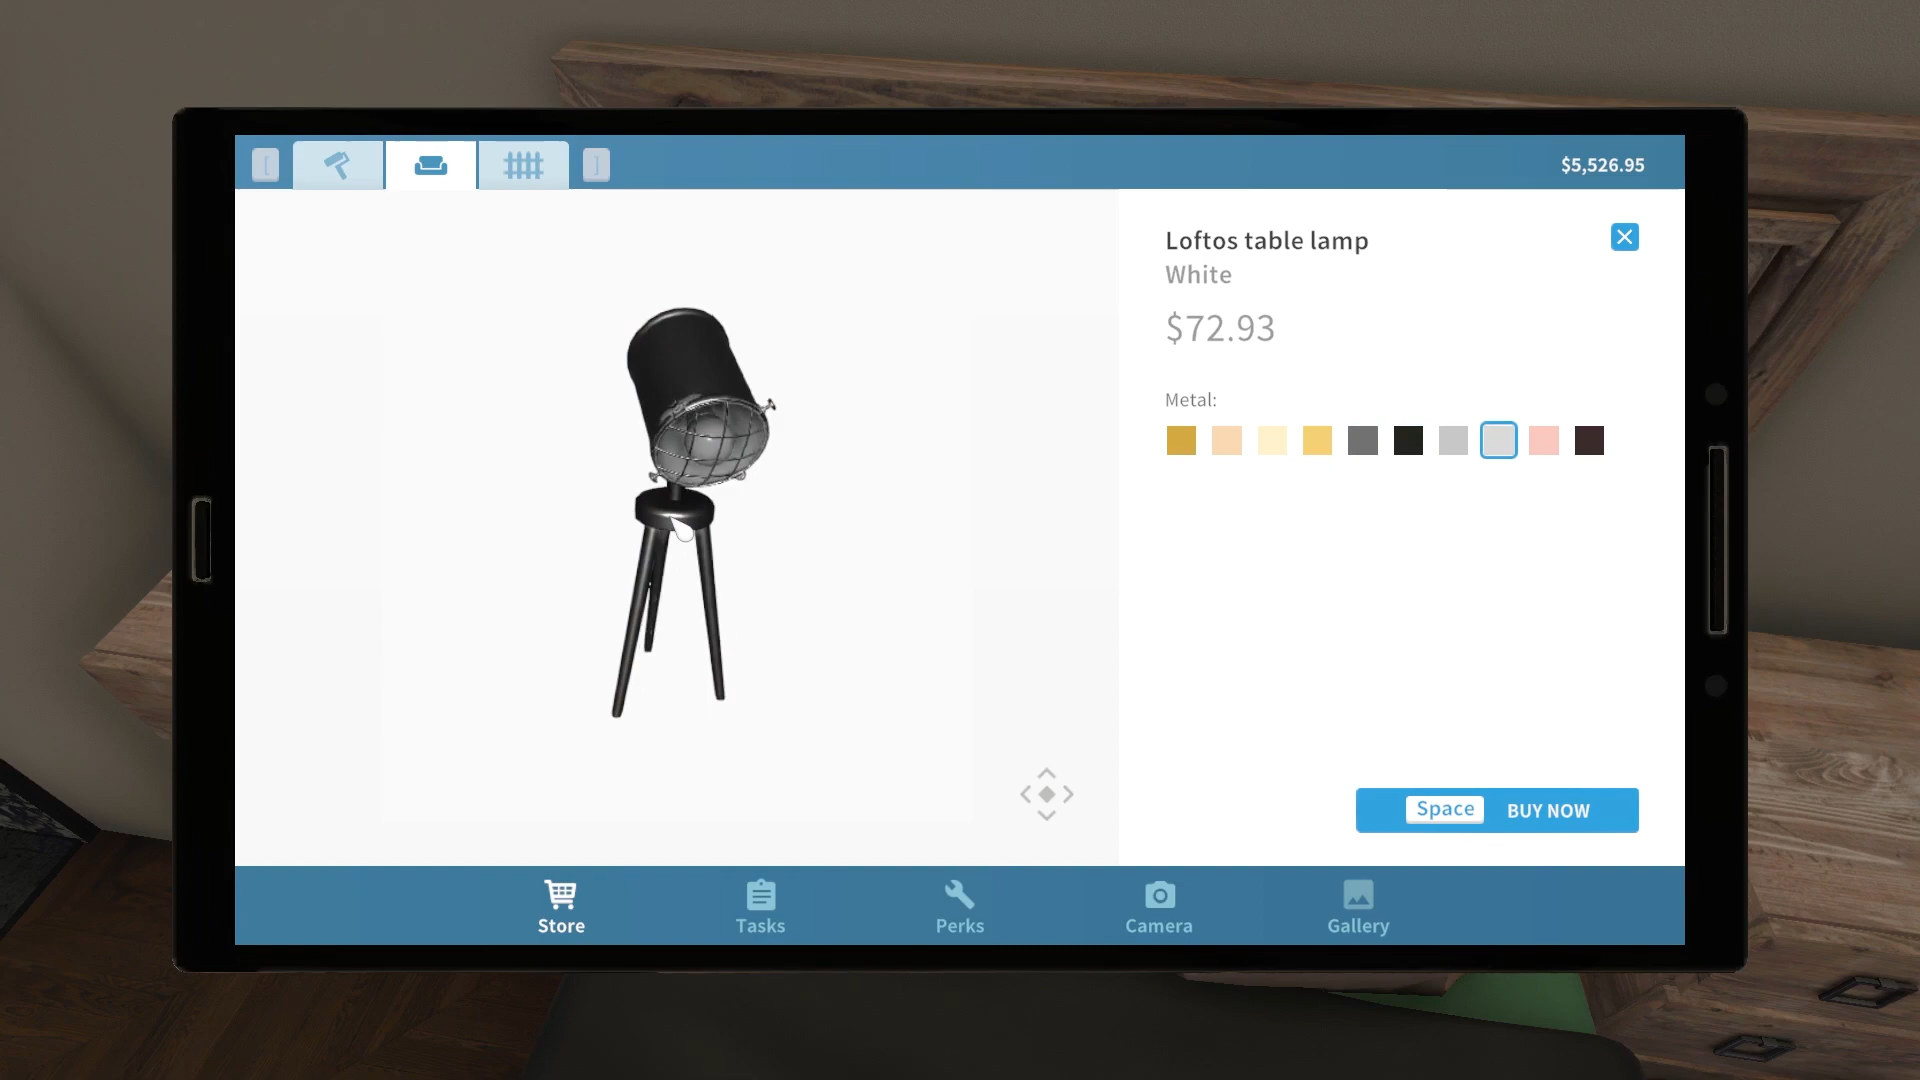 [
]
$5,526.95
Loftos table lamp
White
$72.93
Metal:
Space BUY NOW
Store
Tasks
Perks
Camera
Gallery